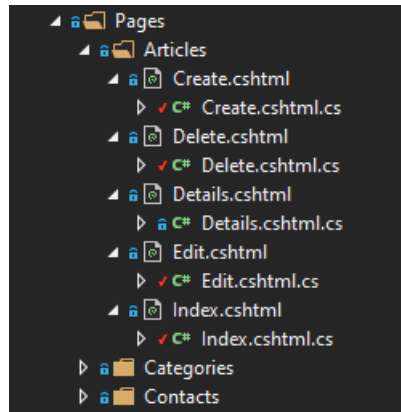 Pages
Articles
Create.cshtml
C# Create.cshtml.cs
Delete.cshtml
C# Delete.cshtml.cs
Details.cshtml
C# Details.cshtml.cs
Edit.cshtml
C# Edit.cshtml.cs
Index.cshtml
C# Index.cshtml.cs
Categories
Contacts